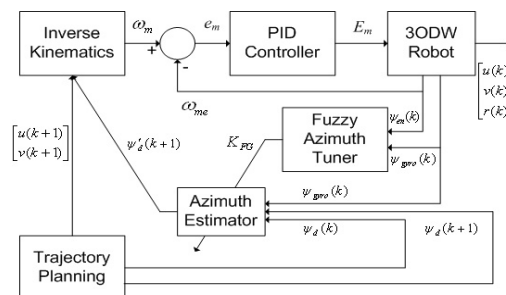 Inverse
Kinematics
ω_m
+
-
e_m
PID
Controller
E_m
3ODW
Robot
[u(k)
v(k)
r(k)]
ω_me
ψ_en(k)
Fuzzy
Azimuth
Tuner
K_FG
ψ_gyro(k)
[u(k+1)
v(k+1)]
ψ'_d(k+1)
ψ_gyro(k)
Azimuth
Estimator
ψ_d(k)
ψ_d(k+1)
Trajectory
Planning